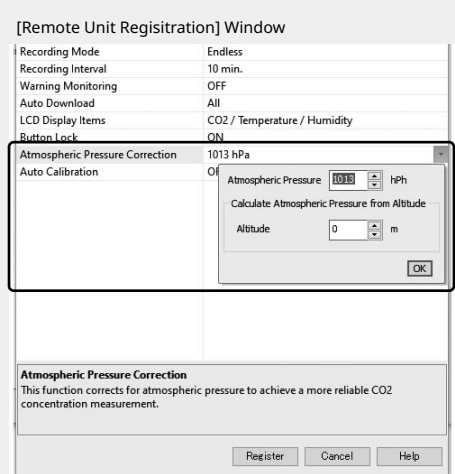 [Remote Unit Regisitration] Window
Recording Mode Endless
Recording Interval 10 min.
Warning Monitoring OFF
Auto Download All
LCD Display Items CO2 / Temperature / Humidity
Button Lock ON
Atmospheric Pressure Correction 1013 hPa
Auto Calibration
Atmospheric Pressure 1013 hPh
Calculate Atmospheric Pressure from Altitude
Altitude 0 m
OK
Atmospheric Pressure Correction
This function corrects for atmospheric pressure to achieve a more reliable CO2
concentration measurement.
Register Cancel Help